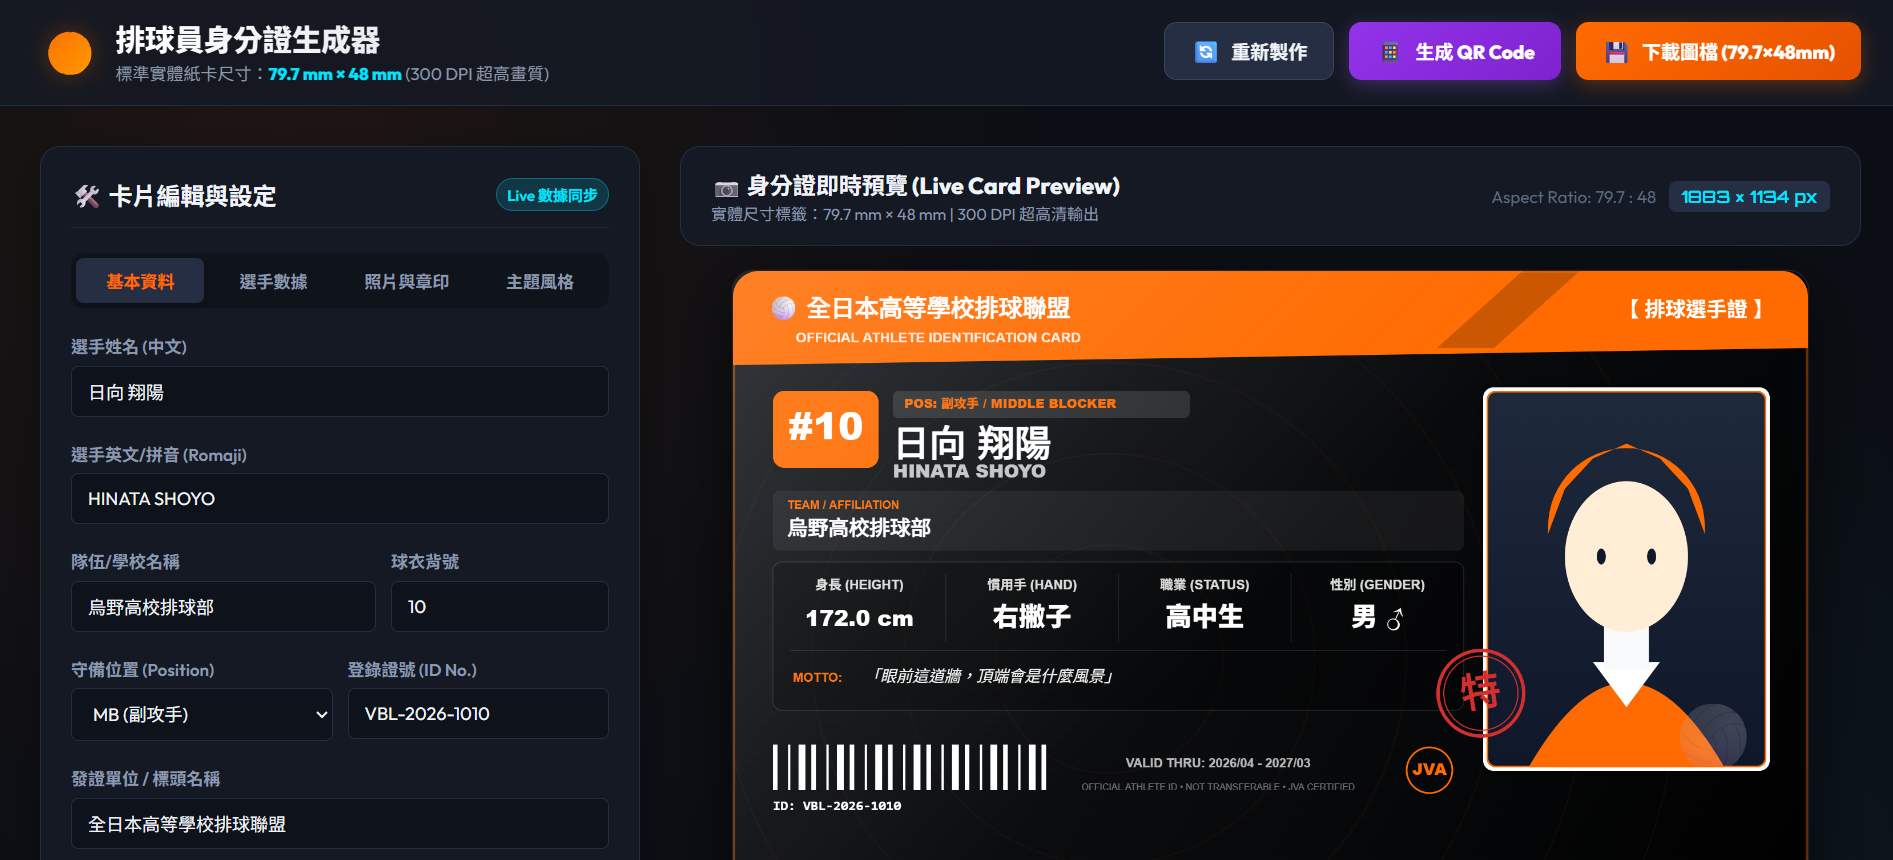 排球員身分證生成器
標準實體紙卡尺寸：79.7 mm × 48 mm (300 DPI 超高畫質)
重新製作
生成 QR Code
下載圖檔 (79.7×48mm)
卡片編輯與設定
Live 數據同步
基本資料
選手數據
照片與章印
主題風格
選手姓名 (中文)
日向 翔陽
選手英文/拼音 (Romaji)
HINATA SHOYO
隊伍/學校名稱
球衣背號
烏野高校排球部
10
守備位置 (Position)
登錄證號 (ID No.)
MB (副攻手)
VBL-2026-1010
發證單位 / 標頭名稱
全日本高等學校排球聯盟
身分證即時預覽 (Live Card Preview)
實體尺寸標籤：79.7 mm × 48 mm | 300 DPI 超高清輸出
Aspect Ratio: 79.7 : 48
1883 × 1134 px
全日本高等學校排球聯盟
OFFICIAL ATHLETE IDENTIFICATION CARD
【 排球選手證 】
#10
POS: 副攻手 / MIDDLE BLOCKER
日向 翔陽
HINATA SHOYO
TEAM / AFFILIATION
烏野高校排球部
身長 (HEIGHT)
慣用手 (HAND)
職業 (STATUS)
性別 (GENDER)
172.0 cm
右撇子
高中生
男 ♂
MOTTO:
「眼前這道牆，頂端會是什麼風景」
特
VALID THRU: 2026/04 - 2027/03
OFFICIAL ATHLETE ID • NOT TRANSFERABLE • JVA CERTIFIED
JVA
ID: VBL-2026-1010